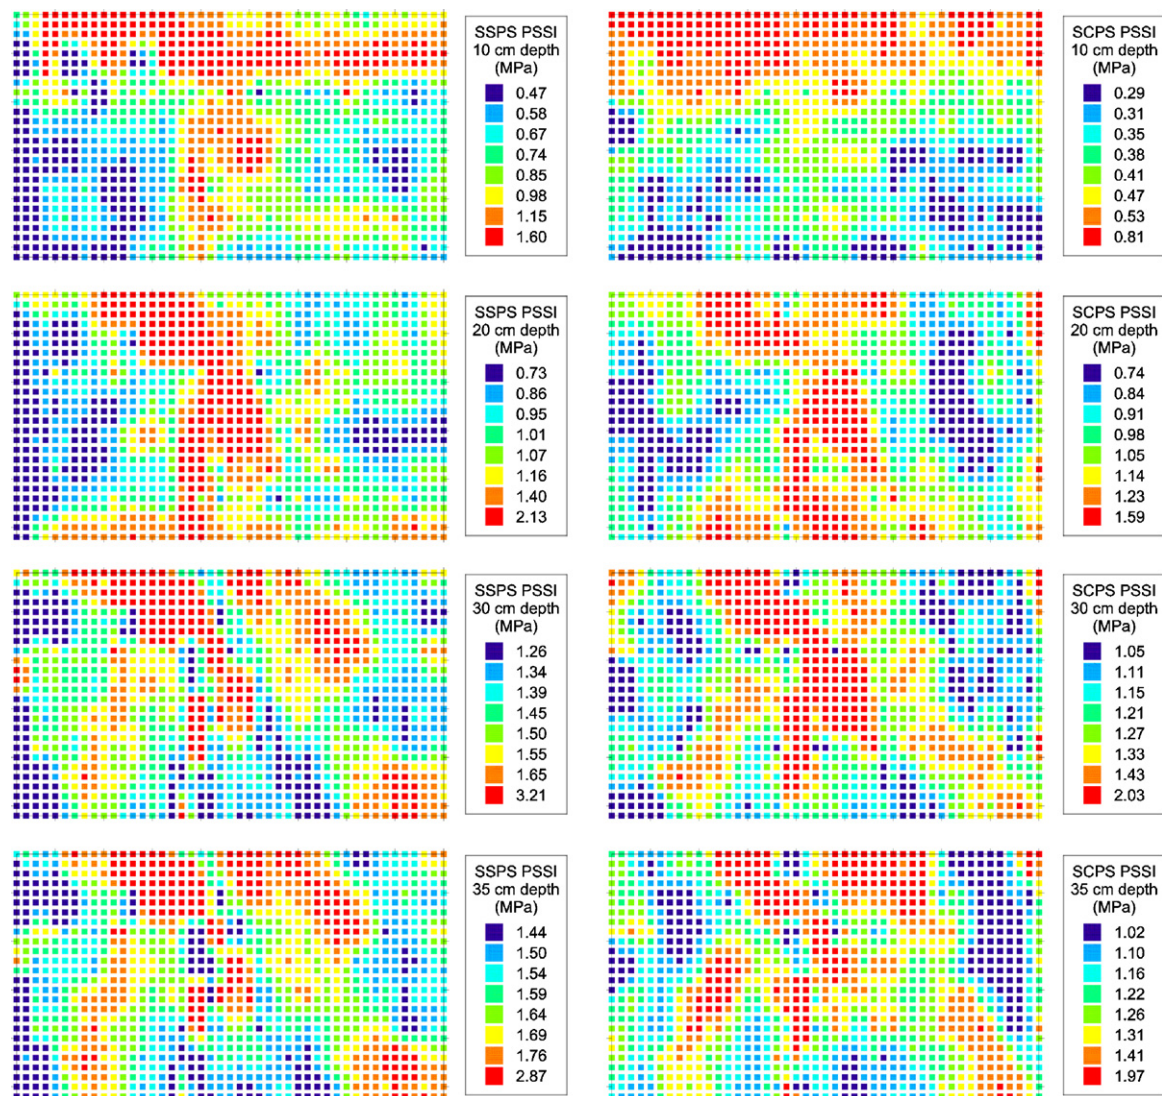 SSPS PSSI
10 cm depth
(MPa)
0.47
0.58
0.67
0.74
0.85
0.98
1.15
1.60
SCPS PSSI
10 cm depth
(MPa)
0.29
0.31
0.35
0.38
0.41
0.47
0.53
0.81
SSPS PSSI
20 cm depth
(MPa)
0.73
0.86
0.95
1.01
1.07
1.16
1.40
2.13
SCPS PSSI
20 cm depth
(MPa)
0.74
0.84
0.91
0.98
1.05
1.14
1.23
1.59
SSPS PSSI
30 cm depth
(MPa)
1.26
1.34
1.39
1.45
1.50
1.55
1.65
3.21
SCPS PSSI
30 cm depth
(MPa)
1.05
1.11
1.15
1.21
1.27
1.33
1.43
2.03
SSPS PSSI
35 cm depth
(MPa)
1.44
1.50
1.54
1.59
1.64
1.69
1.76
2.87
SCPS PSSI
35 cm depth
(MPa)
1.02
1.10
1.16
1.22
1.26
1.31
1.41
1.97